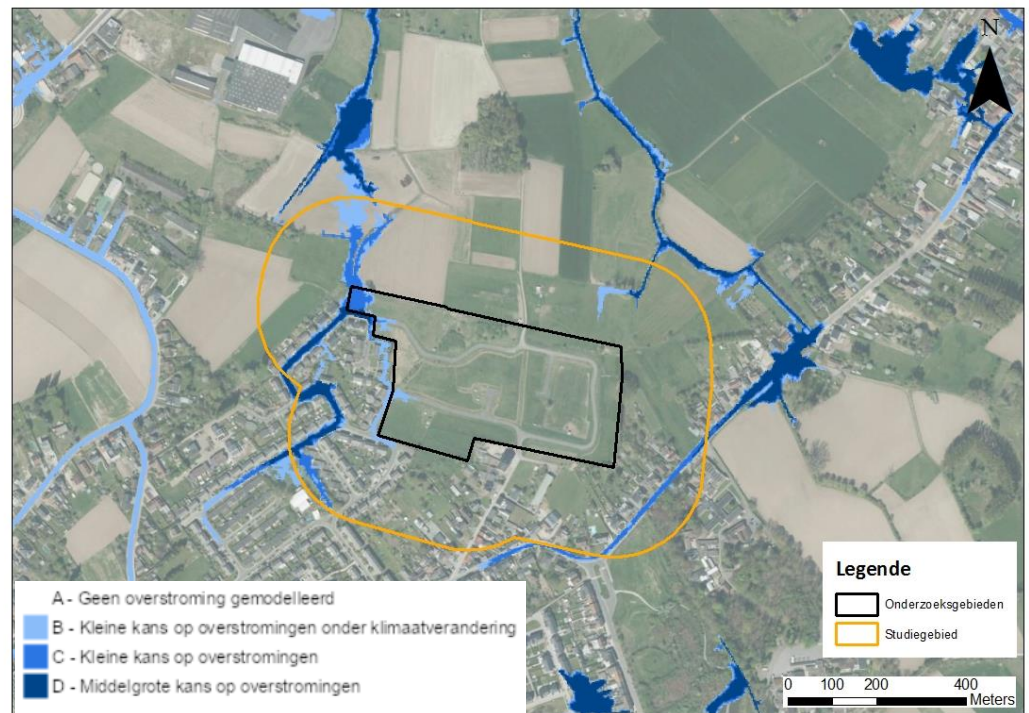 N
A - Geen overstroming gemodelleerd
B - Kleine kans op overstromingen onder klimaatverandering
C - Kleine kans op overstromingen
D - Middelgrote kans op overstromingen
Legende
Onderzoeksgebieden
Studiegebied
0 100 200 400
Meters